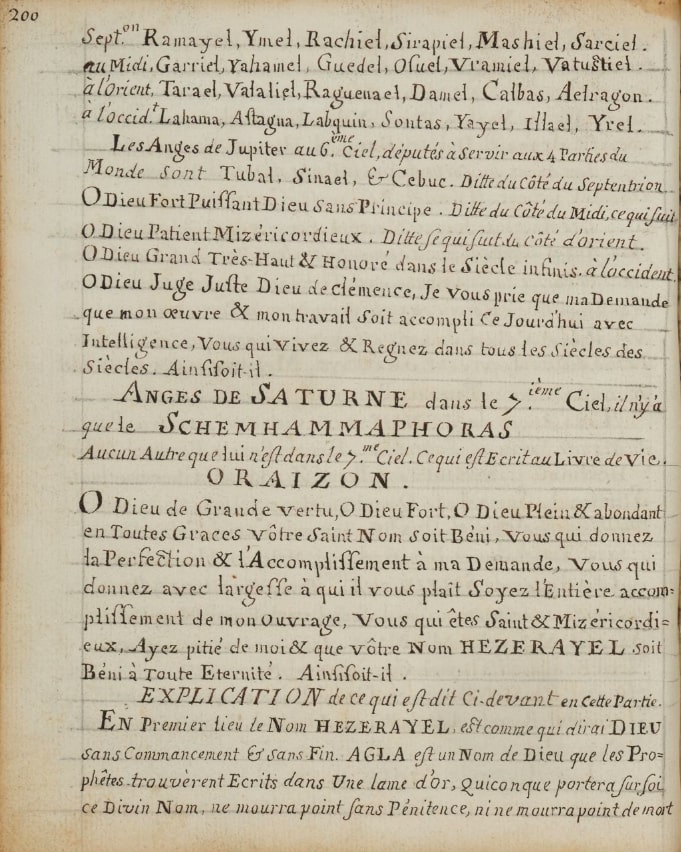 200
Sept.on Ramayel, Ymel, Rachiel, Sirapiel, Mashiel, Sarciel.
au Midi, Garriel, Yahamel, Guedel, Osuel, Vramiel, Vatustiel.
à l'orient, Tarael, Valaliel, Raguenael, Damel, Calbas, Aelragon.
à l'occid.t Lahama, Astagna, Labquin, Sontas, Yayel, Illael, Yrel.
Les Anges de Jupiter au 6.ème Ciel, députés à Servir aux 4 Parties du
Monde sont Tubal, Sinael, & Cebuc. Ditte du Côté du Septentrion
O Dieu Fort Puissant Dieu sans Principe. Ditte du Côté du Midi, ce qui suit
O Dieu Patient Mizéricordieux. Ditte se qui suit du côté d'orient.
O Dieu Grand Très-Haut & Honoré dans le Siècle infinis. à l'occident.
O Dieu Juge Juste Dieu de clémence, Je vous prie que ma Demande
que mon œuvre & mon travail soit accompli Ce Jourd'hui avec
Intelligence, Vous qui vivez & Regnez dans tous les Siècles des
siècles. Ainsisoit-il.
ANGES DE SATURNE dans le 7.ième Ciel, il n'y a
que le SCHEMHAMMAPHORAS
Aucun Autre que lui n'est dans le 7.me Ciel. Ce qui est Ecrit au Livre de Vie.
ORAIZON.
O Dieu de Grande vertu, O Dieu Fort, O Dieu Plein & abondant
en Toutes Graces vôtre Saint Nom soit Béni, Vous qui donnez
la Perfection & l'Accomplissement à ma Demande, Vous qui
donnez avec largesse à qui il vous plaît Soyez l'Entière accom=
plissement de mon Ouvrage, Vous qui êtes Saint & Mizéricordi=
eux, Ayez pitié de moi & que vôtre Nom HEZERAYEL soit
Béni à Toute Eternité. Ainsisoit-il.
EXPLICATION de ce qui est dit Ci-devant en Cette Partie.
EN Premier lieu le Nom HEZERAYEL, est comme qui dirai DIEU
sans Commancement & sans Fin. AGLA est un Nom de Dieu que les Pro=
phêtes trouvèrent Ecrits dans Une lame d'or, Quiconque portera sur soi
ce Divin Nom, ne mourra point sans Pénitence, ni ne mourra point de mort